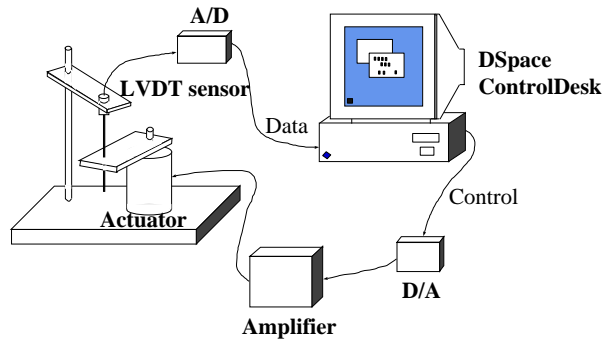 A/D
LVDT sensor
DSpace
ControlDesk
Data
Control
Actuator
D/A
Amplifier